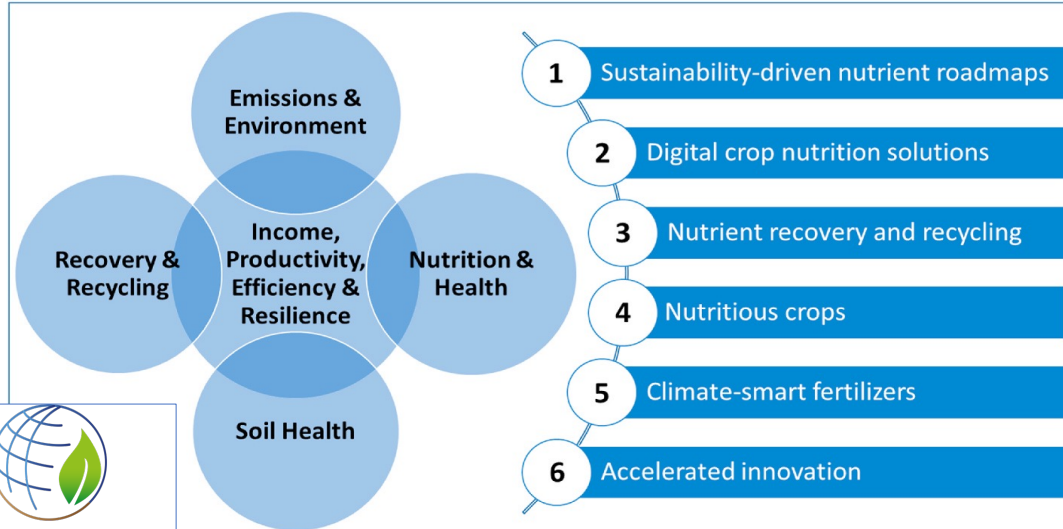 Emissions &
Environment
Recovery &
Recycling
Income,
Productivity,
Efficiency &
Resilience
Nutrition &
Health
Soil Health
1 Sustainability-driven nutrient roadmaps
2 Digital crop nutrition solutions
3 Nutrient recovery and recycling
4 Nutritious crops
5 Climate-smart fertilizers
6 Accelerated innovation